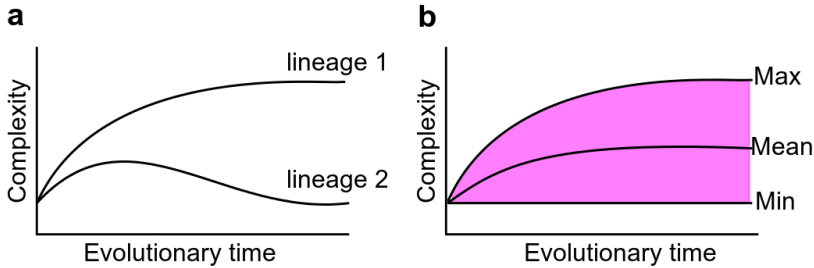 a
Complexity
lineage 1
lineage 2
Evolutionary time
b
Complexity
Max
Mean
Min
Evolutionary time